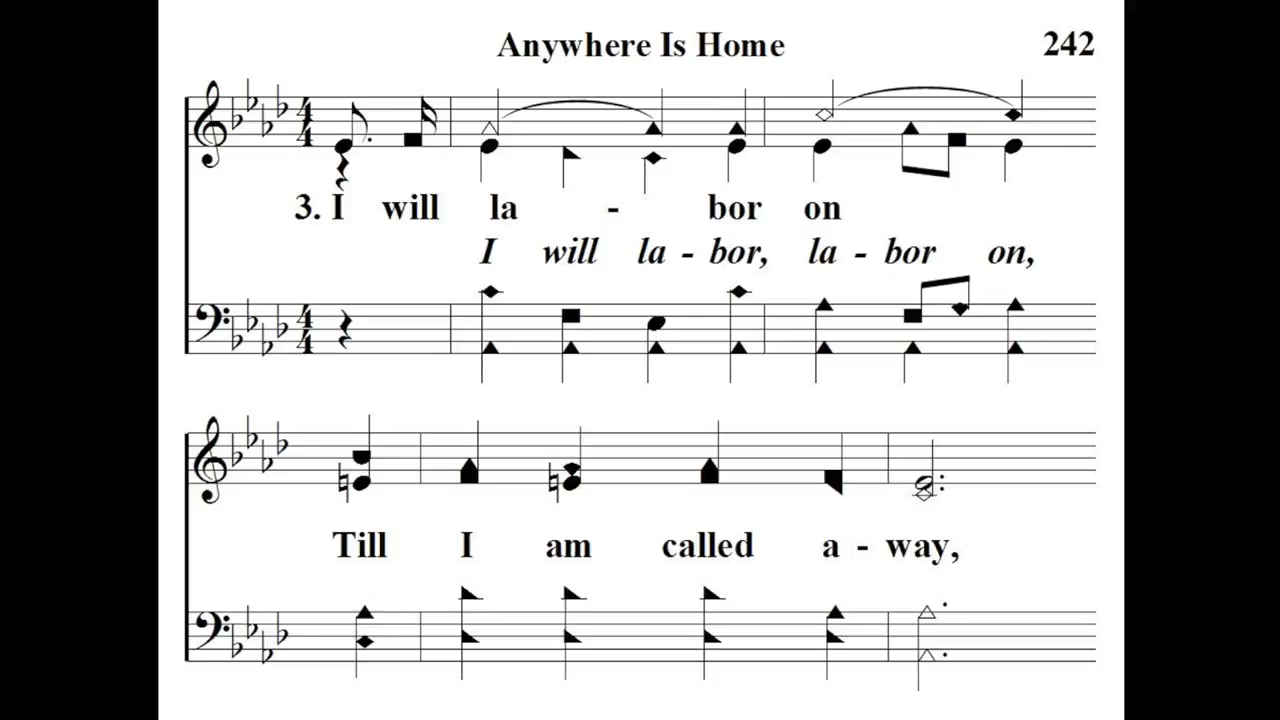 Anywhere Is Home 242
3. I will la - bor on
I will la - bor, la - bor on,
Till I am called a - way,